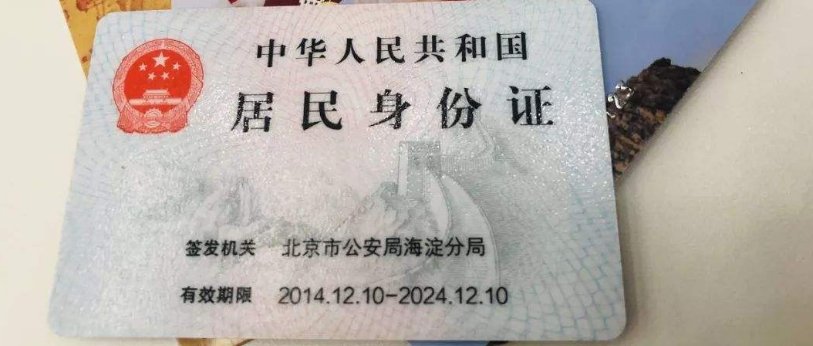 中华人民共和国
居民身份证
签发机关 北京市公安局海淀分局
有效期限 2014.12.10-2024.12.10